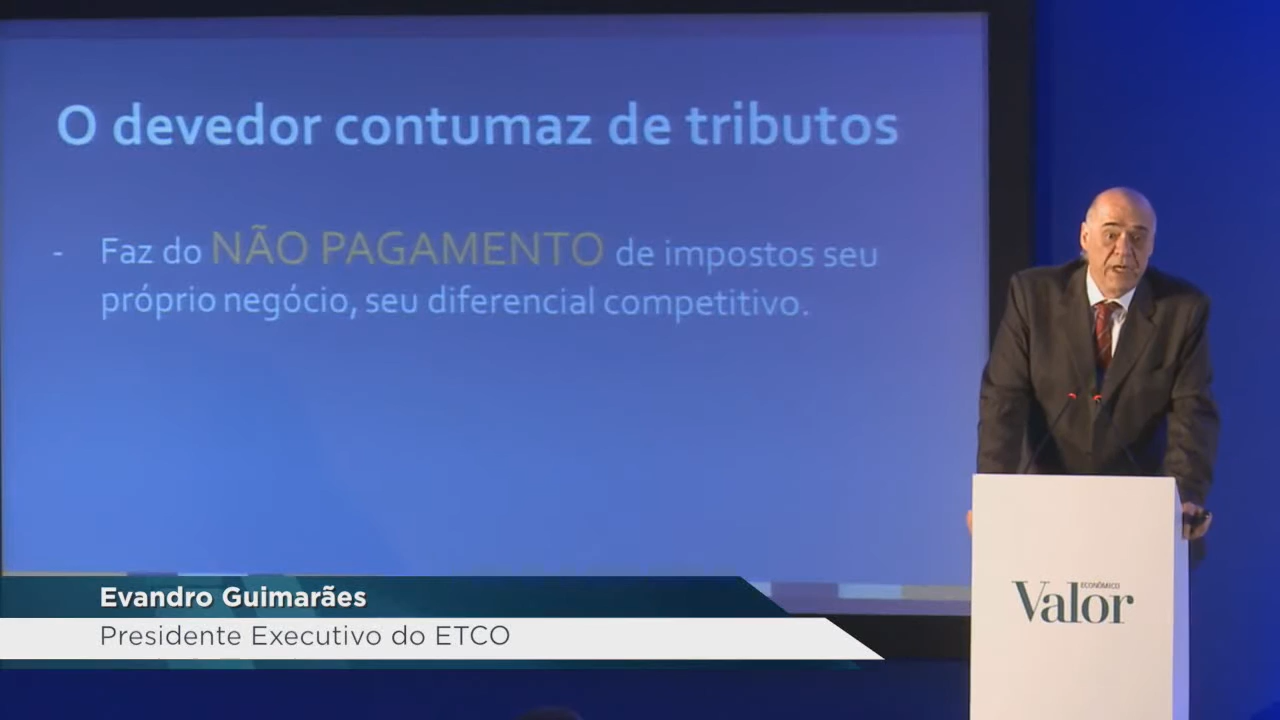 O devedor contumaz de tributos
- Faz do NÃO PAGAMENTO de impostos seu
próprio negócio, seu diferencial competitivo.
Evandro Guimarães
Presidente Executivo do ETCO
Valor ECONÔMICO